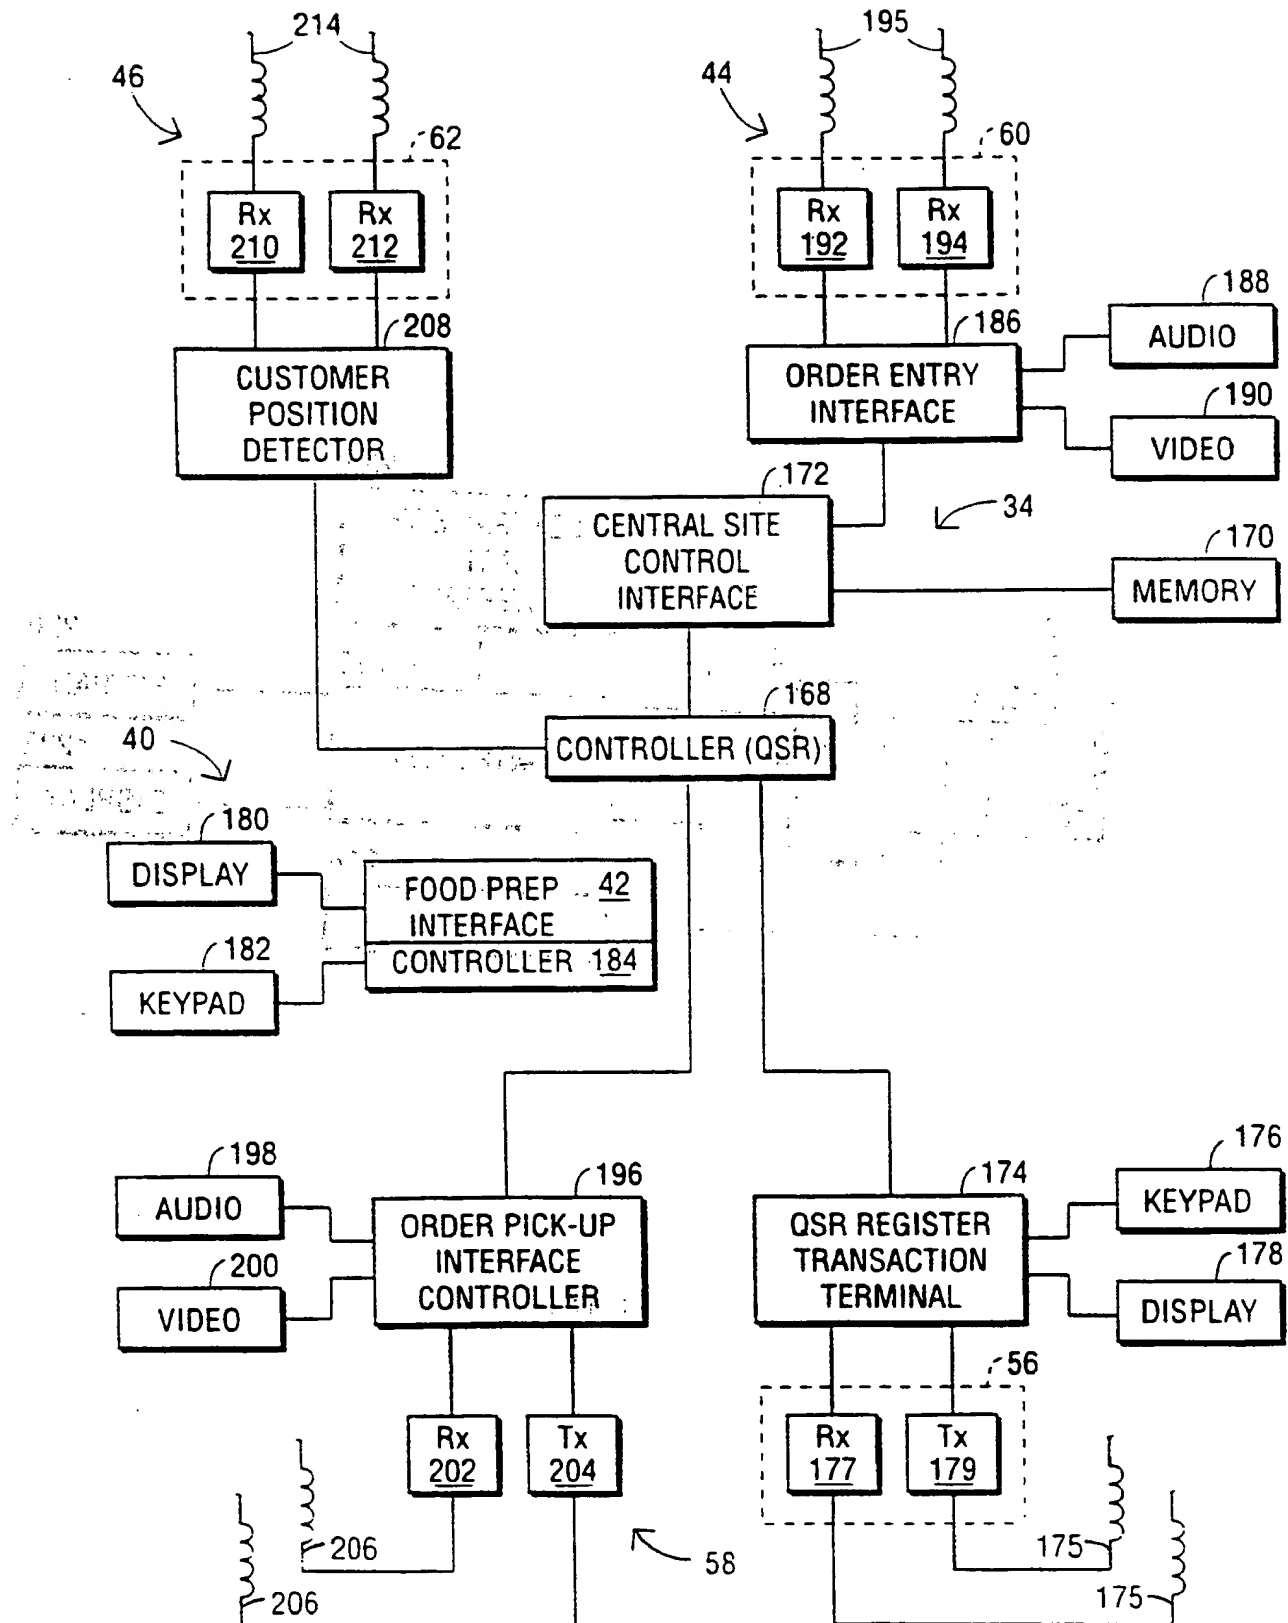 214
195
46
44
62
60
Rx
210
Rx
212
Rx
192
Rx
194
208
186
188
CUSTOMER
POSITION
DETECTOR
ORDER ENTRY
INTERFACE
AUDIO
190
VIDEO
172
34
CENTRAL SITE
CONTROL
INTERFACE
170
MEMORY
168
40
CONTROLLER (QSR)
180
DISPLAY
FOOD PREP 42
INTERFACE
182
CONTROLLER 184
KEYPAD
198
196
174
176
AUDIO
ORDER PICK-UP
INTERFACE
CONTROLLER
QSR REGISTER
TRANSACTION
TERMINAL
KEYPAD
200
178
VIDEO
DISPLAY
56
Rx
202
Tx
204
Rx
177
Tx
179
206
58
175
206
175